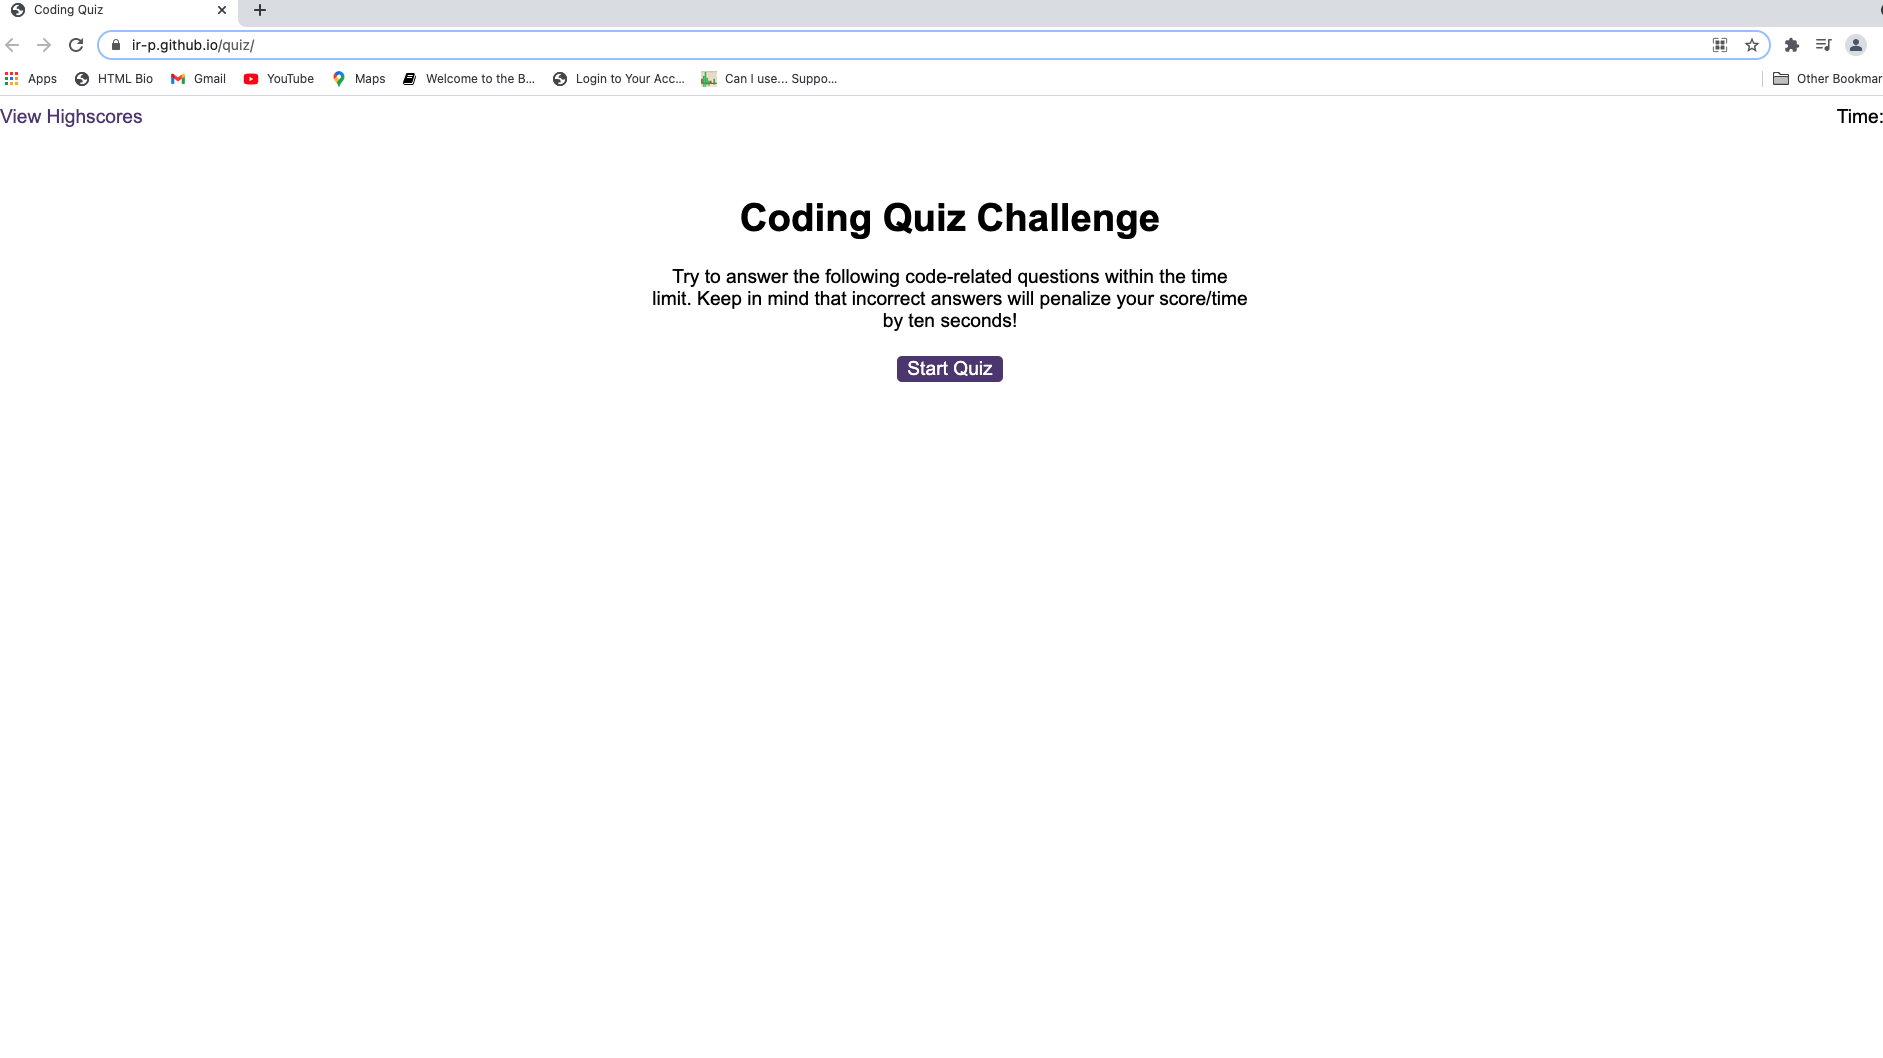 Coding Quiz
ir-p.github.io/quiz/
Apps HTML Bio Gmail YouTube Maps Welcome to the B... Login to Your Acc... Can I use... Suppo... Other Bookmar
View Highscores Time:
Coding Quiz Challenge
Try to answer the following code-related questions within the time
limit. Keep in mind that incorrect answers will penalize your score/time
by ten seconds!
Start Quiz